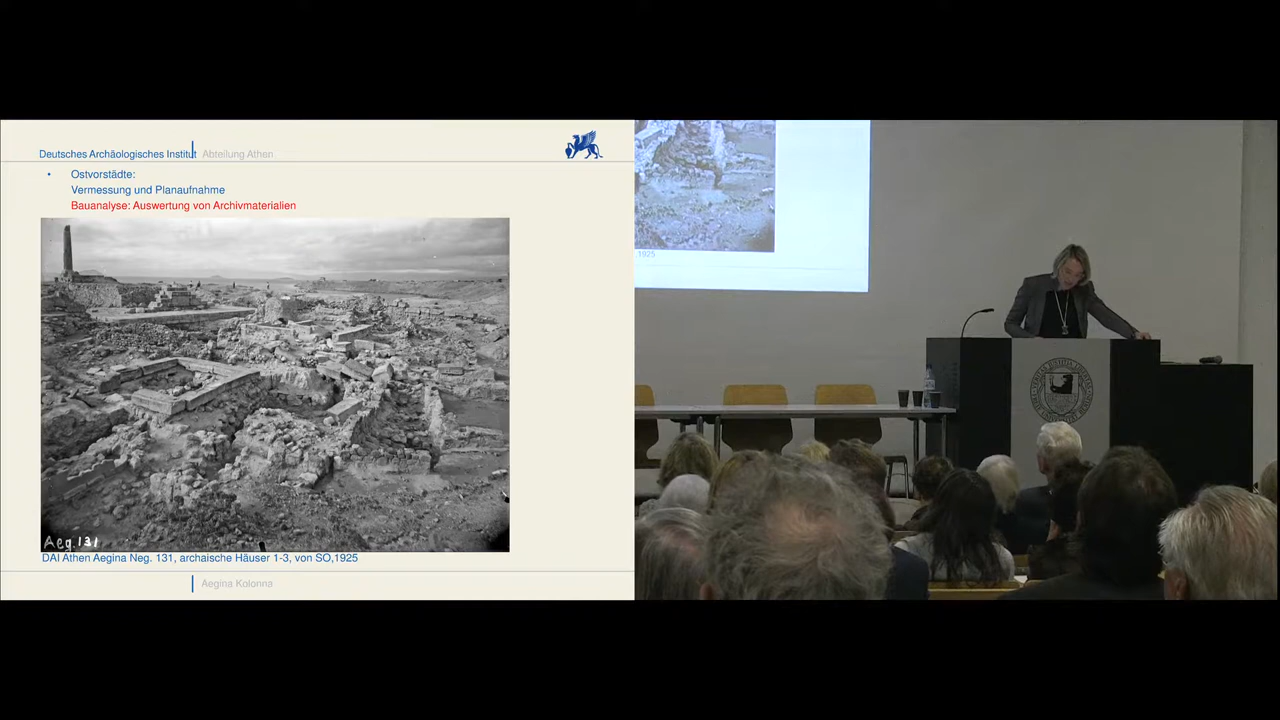 Deutsches Archäologisches Institut Abteilung Athen
• Ostvorstädte:
Vermessung und Planaufnahme
Bauanalyse: Auswertung von Archivmaterialien
Aeg. 131
DAI Athen Aegina Neg. 131, archaische Häuser 1-3, von SO,1925
Aegina Kolonna
.1925